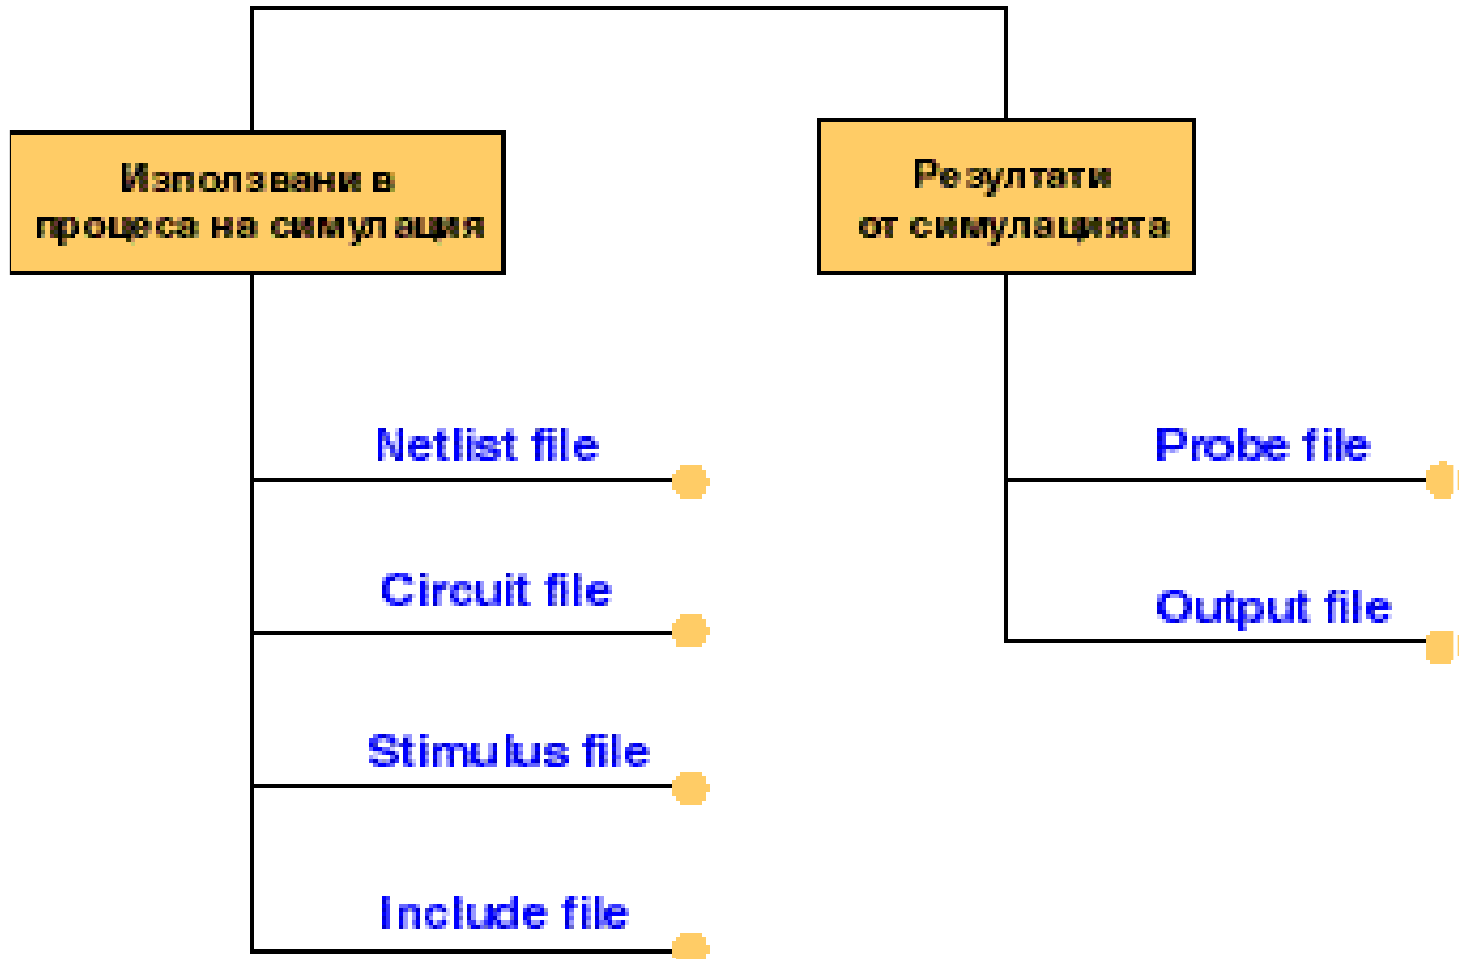 Използвани в
процеса на симулация
Резултати
от симулацията
Netlist file
Circuit file
Stimulus file
Include file
Probe file
Output file